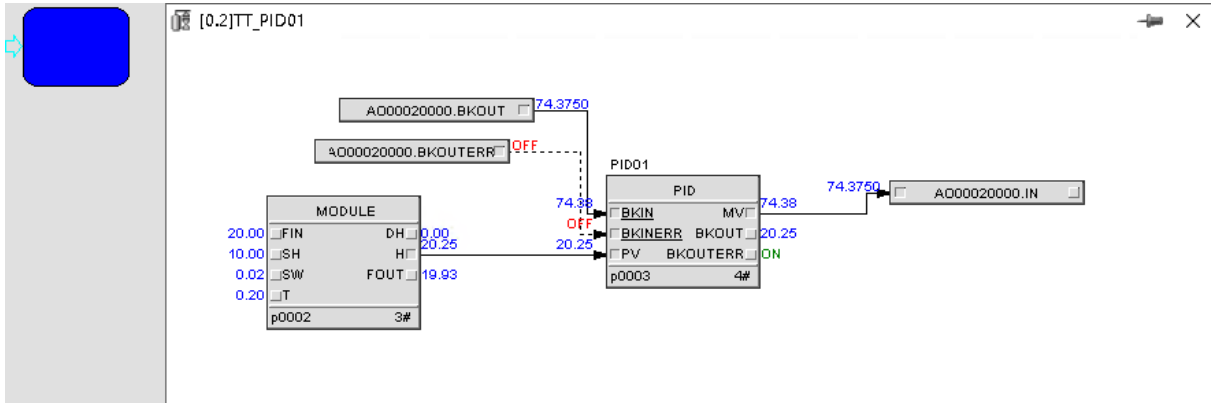 [0.2]TT_PID01
AO00020000.BKOUT 74.3750
AO00020000.BKOUTERR OFF
PID01
PID
74.38 BKIN MV 74.38
OFF BKINERR BKOUT 20.25
20.25 PV BKOUTERR ON
p0003 4#
74.3750 AO00020000.IN
MODULE
20.00 FIN DH 0.00
10.00 SH H 20.25
0.02 SW FOUT 19.93
0.20 T
p0002 3#